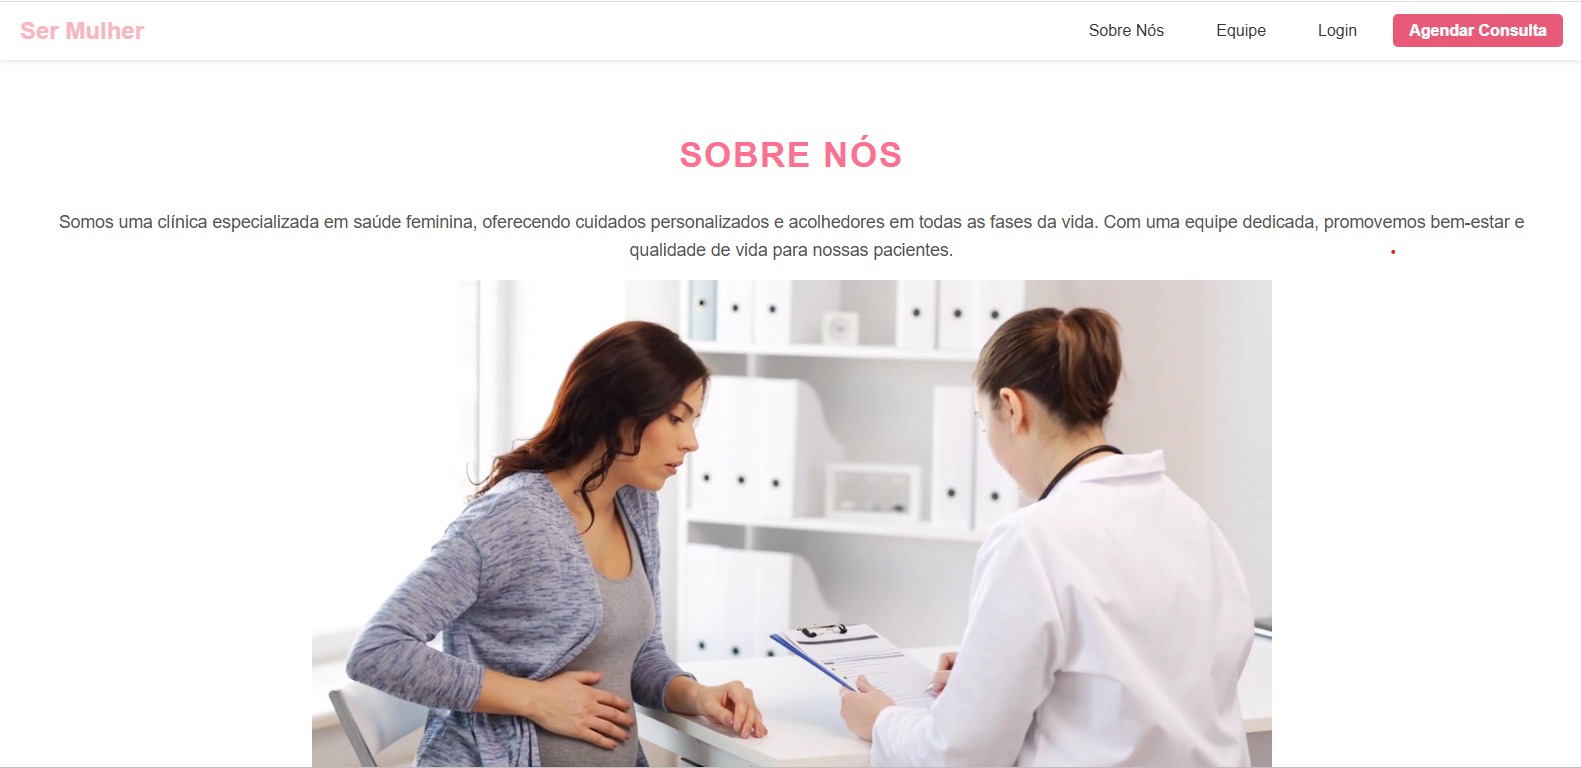 Ser Mulher
Sobre Nós
Equipe
Login
Agendar Consulta
SOBRE NÓS
Somos uma clínica especializada em saúde feminina, oferecendo cuidados personalizados e acolhedores em todas as fases da vida. Com uma equipe dedicada, promovemos bem-estar e
qualidade de vida para nossas pacientes.